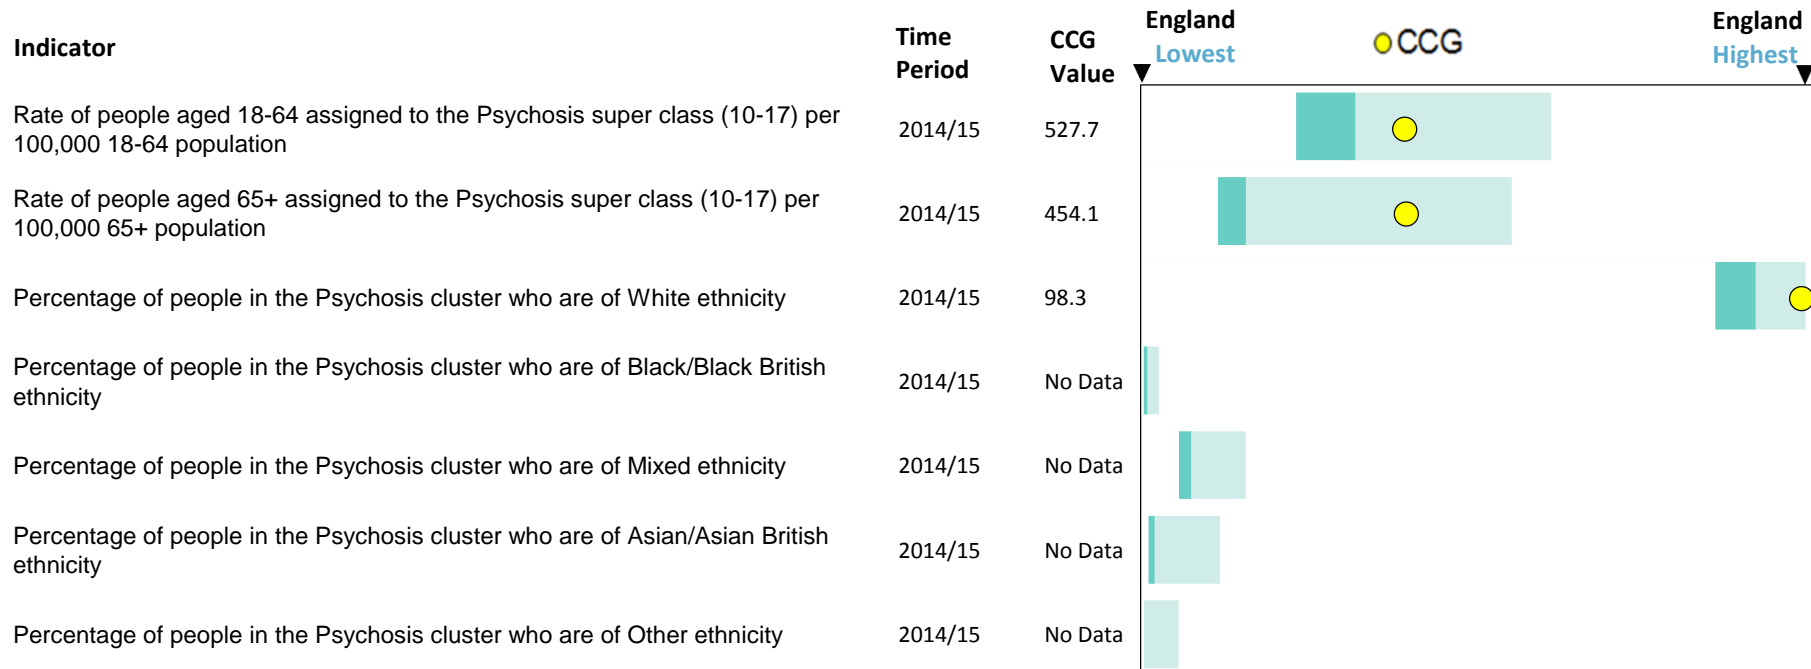 Indicator
Time
Period
CCG
Value
England
Lowest
CCG
England
Highest
Rate of people aged 18-64 assigned to the Psychosis super class (10-17) per
100,000 18-64 population
2014/15
527.7
Rate of people aged 65+ assigned to the Psychosis super class (10-17) per
100,000 65+ population
2014/15
454.1
Percentage of people in the Psychosis cluster who are of White ethnicity
2014/15
98.3
Percentage of people in the Psychosis cluster who are of Black/Black British
ethnicity
2014/15
No Data
Percentage of people in the Psychosis cluster who are of Mixed ethnicity
2014/15
No Data
Percentage of people in the Psychosis cluster who are of Asian/Asian British
ethnicity
2014/15
No Data
Percentage of people in the Psychosis cluster who are of Other ethnicity
2014/15
No Data